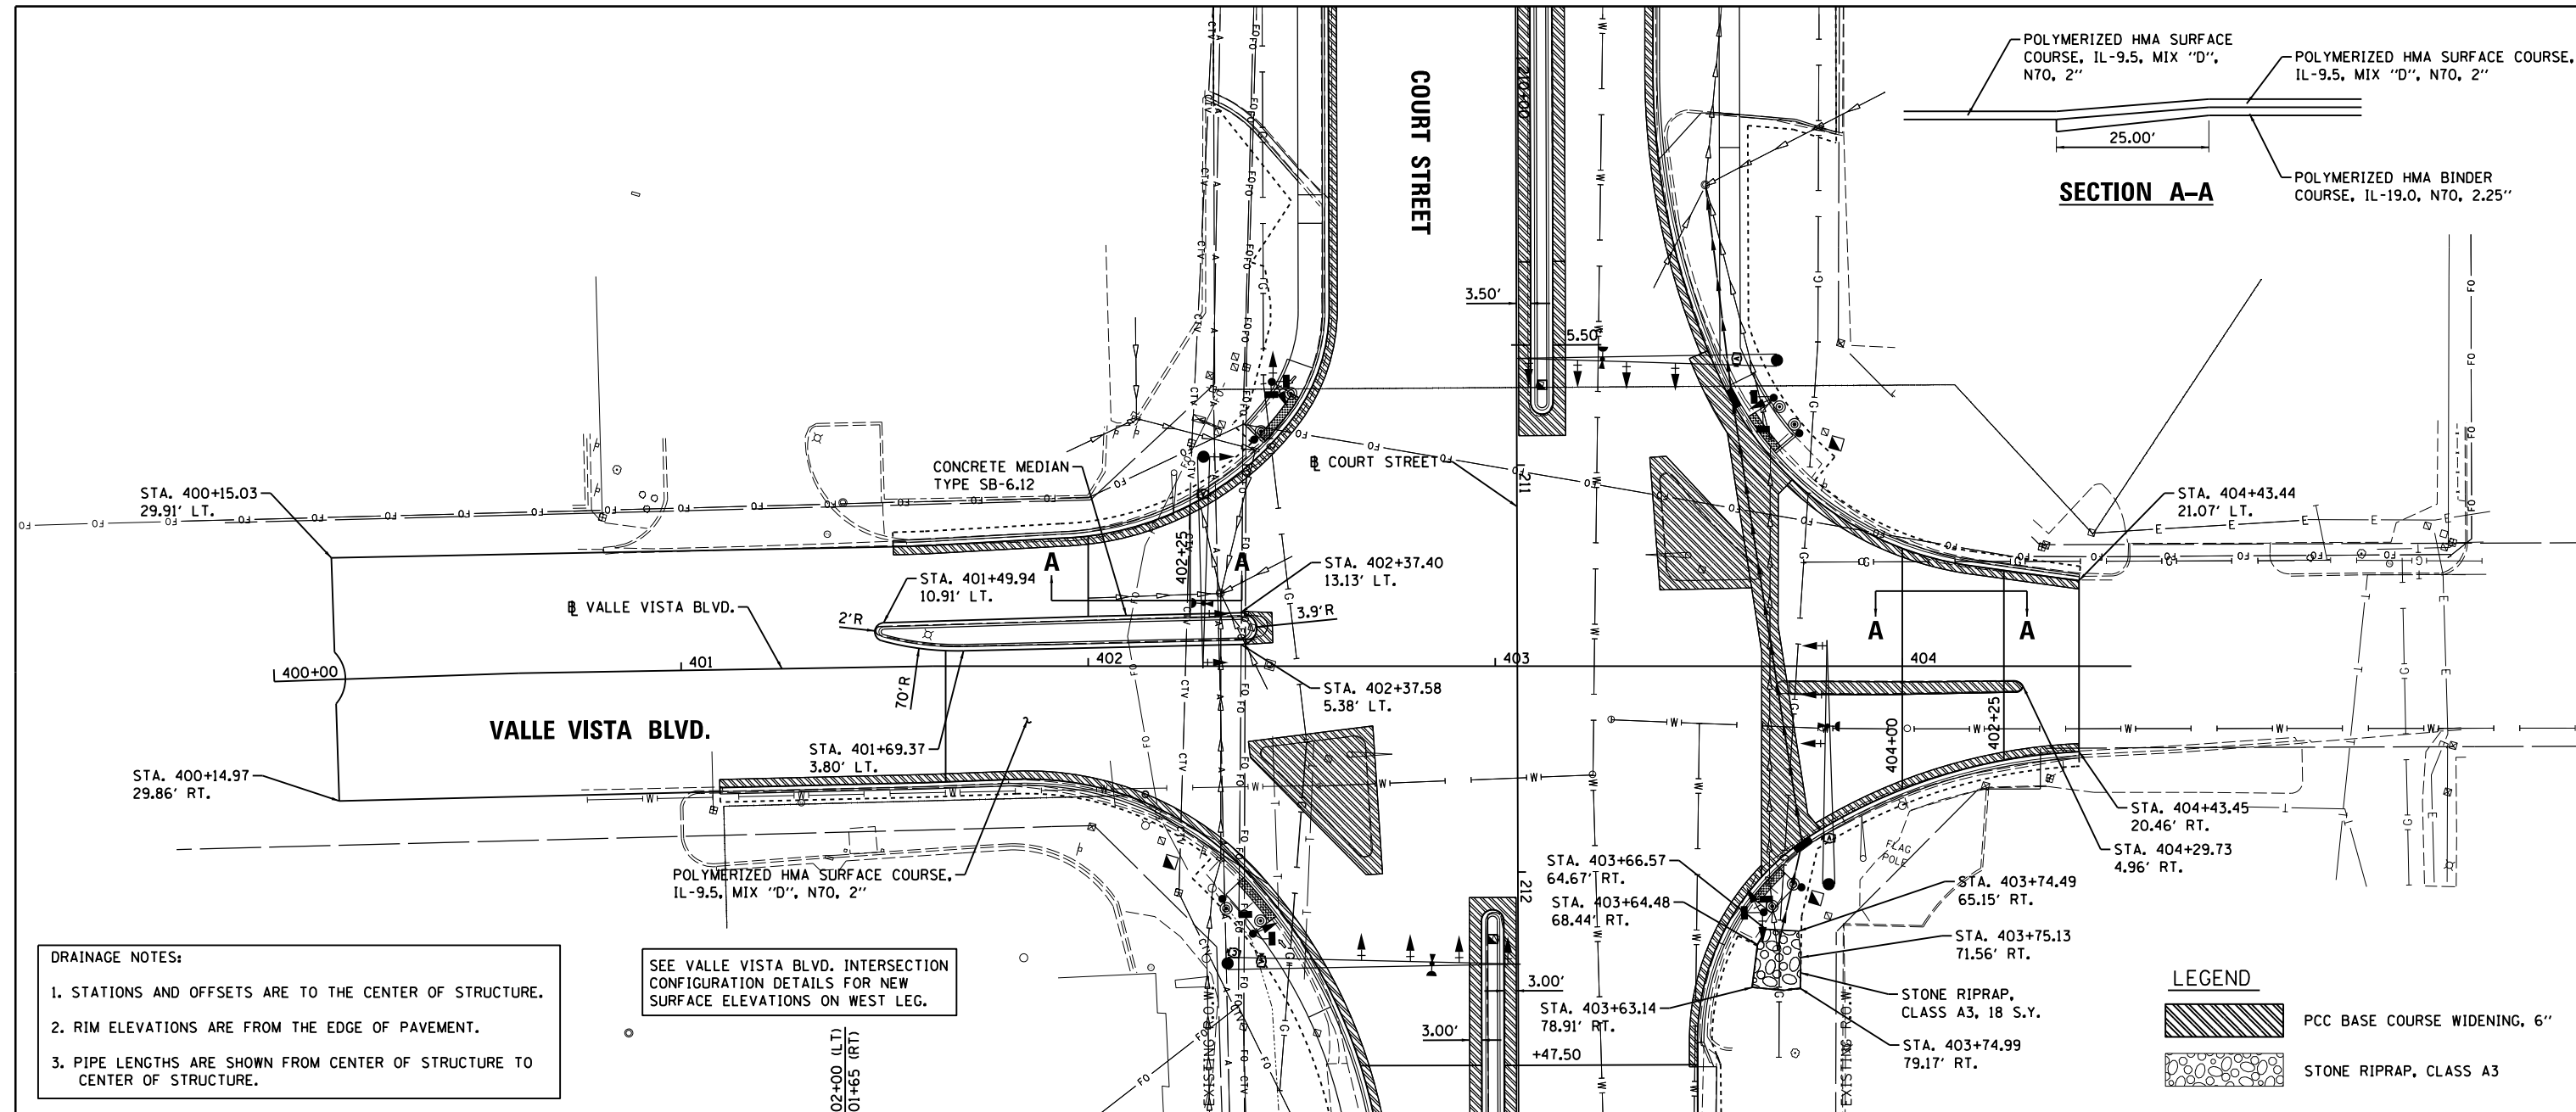 COURT STREET
210+00
POLYMERIZED HMA SURFACE
COURSE, IL-9.5, MIX "D",
N70, 2"
POLYMERIZED HMA SURFACE COURSE,
IL-9.5, MIX "D", N70, 2"
25.00'
POLYMERIZED HMA BINDER
COURSE, IL-19.0, N70, 2.25"
SECTION A-A
3.50'
5.50'
CONCRETE MEDIAN
TYPE SB-6.12
℄ COURT STREET
211
STA. 400+15.03
29.91' LT.
STA. 404+43.44
21.07' LT.
402+25
A
A
STA. 402+37.40
13.13' LT.
STA. 401+49.94
10.91' LT.
℄ VALLE VISTA BLVD.
2'R
3.9'R
A
A
400+00
401
402
403
404
70'R
STA. 402+37.58
5.38' LT.
VALLE VISTA BLVD.
STA. 401+69.37
3.80' LT.
404+00
402+25
STA. 400+14.97
29.86' RT.
STA. 404+43.45
20.46' RT.
STA. 404+29.73
4.96' RT.
FLAG
POLE
POLYMERIZED HMA SURFACE COURSE,
IL-9.5, MIX "D", N70, 2"
212
STA. 403+66.57
64.67' RT.
STA. 403+64.48
68.44' RT.
STA. 403+74.49
65.15' RT.
STA. 403+75.13
71.56' RT.
STONE RIPRAP,
CLASS A3, 18 S.Y.
STA. 403+63.14
78.91' RT.
STA. 403+74.99
79.17' RT.
3.00'
3.00'
+47.50
EXISTING R.O.W.
EXISTING R.O.W.
DRAINAGE NOTES:
1. STATIONS AND OFFSETS ARE TO THE CENTER OF STRUCTURE.
2. RIM ELEVATIONS ARE FROM THE EDGE OF PAVEMENT.
3. PIPE LENGTHS ARE SHOWN FROM CENTER OF STRUCTURE TO
CENTER OF STRUCTURE.
SEE VALLE VISTA BLVD. INTERSECTION
CONFIGURATION DETAILS FOR NEW
SURFACE ELEVATIONS ON WEST LEG.
02+00 (LT)
01+65 (RT)
LEGEND
PCC BASE COURSE WIDENING, 6"
STONE RIPRAP, CLASS A3